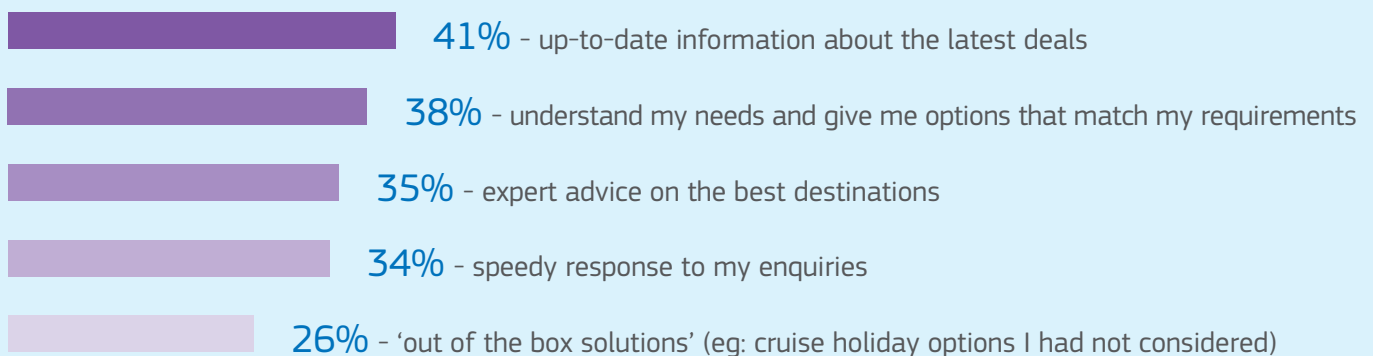 41% - up-to-date information about the latest deals
38% - understand my needs and give me options that match my requirements
35% - expert advice on the best destinations
34% - speedy response to my enquiries
26% - ‘out of the box solutions’ (eg: cruise holiday options I had not considered)